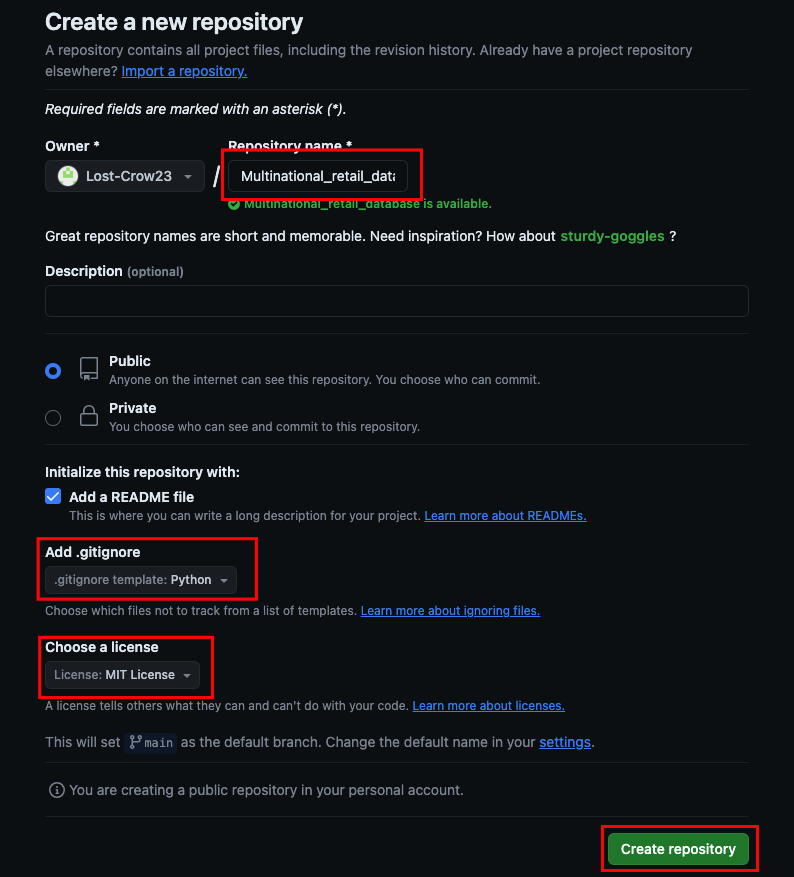 Create a new repository
A repository contains all project files, including the revision history. Already have a project repository
elsewhere? Import a repository.
Required fields are marked with an asterisk (*).
Owner *
Repository name *
Lost-Crow23
/
Multinational_retail_data
Multinational_retail_database is available.
Great repository names are short and memorable. Need inspiration? How about sturdy-goggles ?
Description (optional)
Public
Anyone on the internet can see this repository. You choose who can commit.
Private
You choose who can see and commit to this repository.
Initialize this repository with:
Add a README file
This is where you can write a long description for your project. Learn more about READMEs.
Add .gitignore
.gitignore template: Python
Choose which files not to track from a list of templates. Learn more about ignoring files.
Choose a license
License: MIT License
A license tells others what they can and can't do with your code. Learn more about licenses.
This will set main as the default branch. Change the default name in your settings.
You are creating a public repository in your personal account.
Create repository